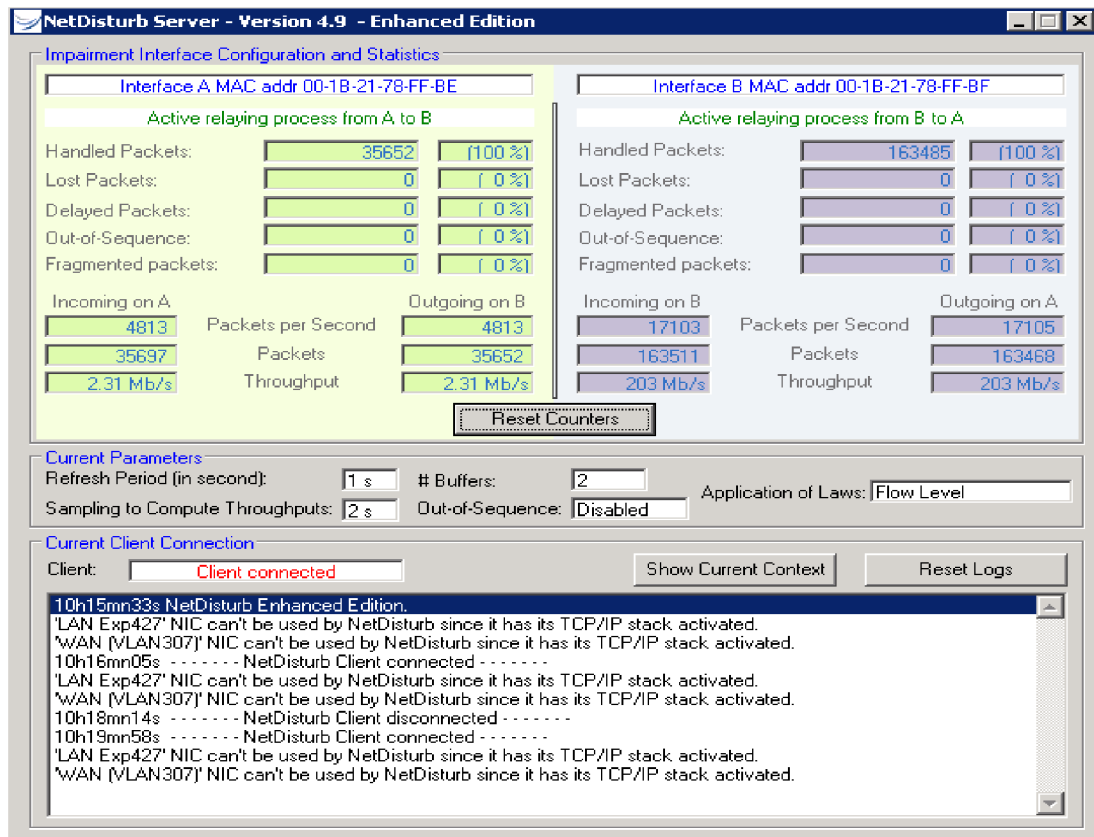 NetDisturb Server - Version 4.9 - Enhanced Edition
Impairment Interface Configuration and Statistics
Interface A MAC addr 00-1B-21-78-FF-BE
Active relaying process from A to B
Handled Packets: 35652 (100 %)
Lost Packets: 0 ( 0 %)
Delayed Packets: 0 ( 0 %)
Out-of-Sequence: 0 ( 0 %)
Fragmented packets: 0 ( 0 %)
Incoming on A Outgoing on B
4813 Packets per Second 4813
35697 Packets 35652
2.31 Mb/s Throughput 2.31 Mb/s
Interface B MAC addr 00-1B-21-78-FF-BF
Active relaying process from B to A
Handled Packets: 163485 (100 %)
Lost Packets: 0 ( 0 %)
Delayed Packets: 0 ( 0 %)
Out-of-Sequence: 0 ( 0 %)
Fragmented packets: 0 ( 0 %)
Incoming on B Outgoing on A
17103 Packets per Second 17105
163511 Packets 163468
203 Mb/s Throughput 203 Mb/s
Reset Counters
Current Parameters
Refresh Period (in second): 1 s # Buffers: 2
Application of Laws: Flow Level
Sampling to Compute Throughputs: 2 s Out-of-Sequence: Disabled
Current Client Connection
Client: Client connected Show Current Context Reset Logs
10h15mn33s NetDisturb Enhanced Edition.
'LAN Exp427' NIC can't be used by NetDisturb since it has its TCP/IP stack activated.
'WAN (VLAN307)' NIC can't be used by NetDisturb since it has its TCP/IP stack activated.
10h16mn05s - - - - - - - NetDisturb Client connected - - - - - - -
'LAN Exp427' NIC can't be used by NetDisturb since it has its TCP/IP stack activated.
'WAN (VLAN307)' NIC can't be used by NetDisturb since it has its TCP/IP stack activated.
10h18mn14s - - - - - - - NetDisturb Client disconnected - - - - - - -
10h19mn58s - - - - - - - NetDisturb Client connected - - - - - - -
'LAN Exp427' NIC can't be used by NetDisturb since it has its TCP/IP stack activated.
'WAN (VLAN307)' NIC can't be used by NetDisturb since it has its TCP/IP stack activated.